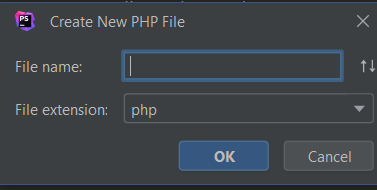 PS
Create New PHP File
File name:
File extension: php
OK Cancel